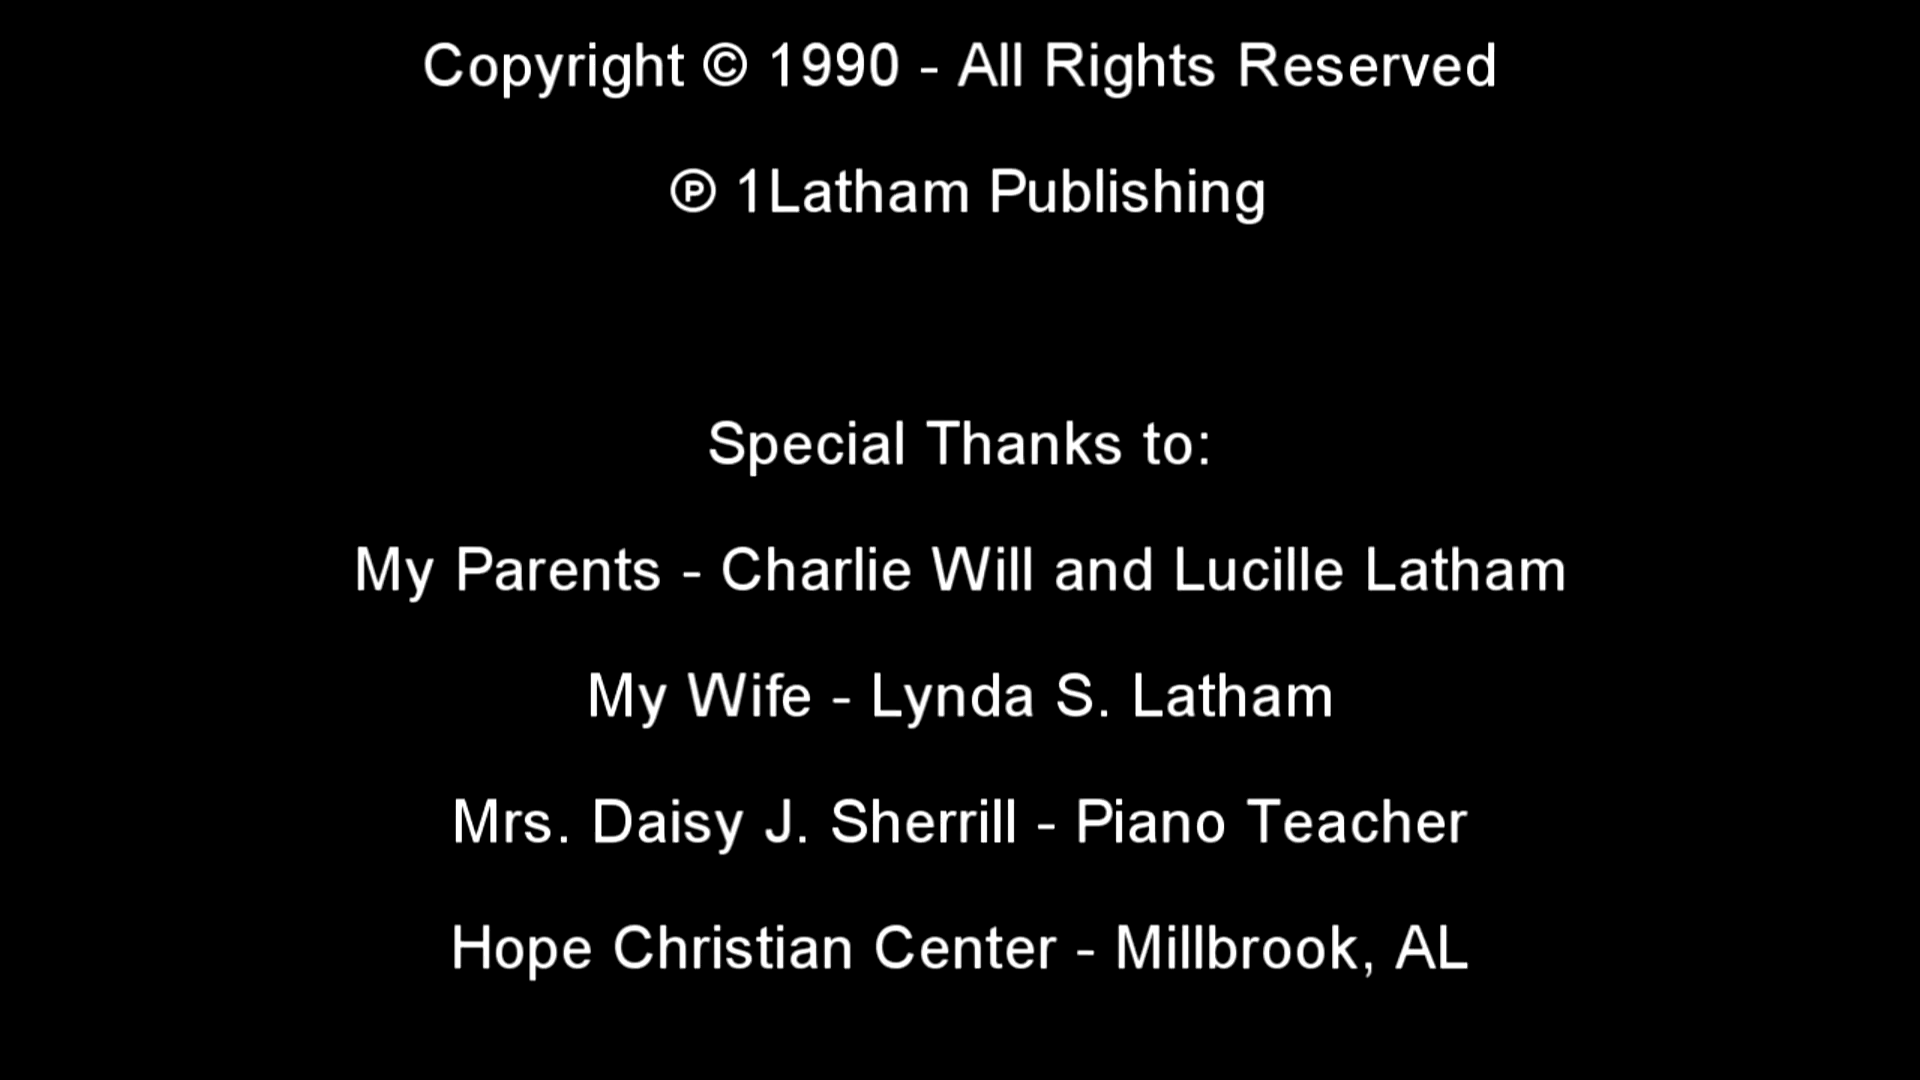 Copyright © 1990 - All Rights Reserved
℗ 1Latham Publishing
Special Thanks to:
My Parents - Charlie Will and Lucille Latham
My Wife - Lynda S. Latham
Mrs. Daisy J. Sherrill - Piano Teacher
Hope Christian Center - Millbrook, AL